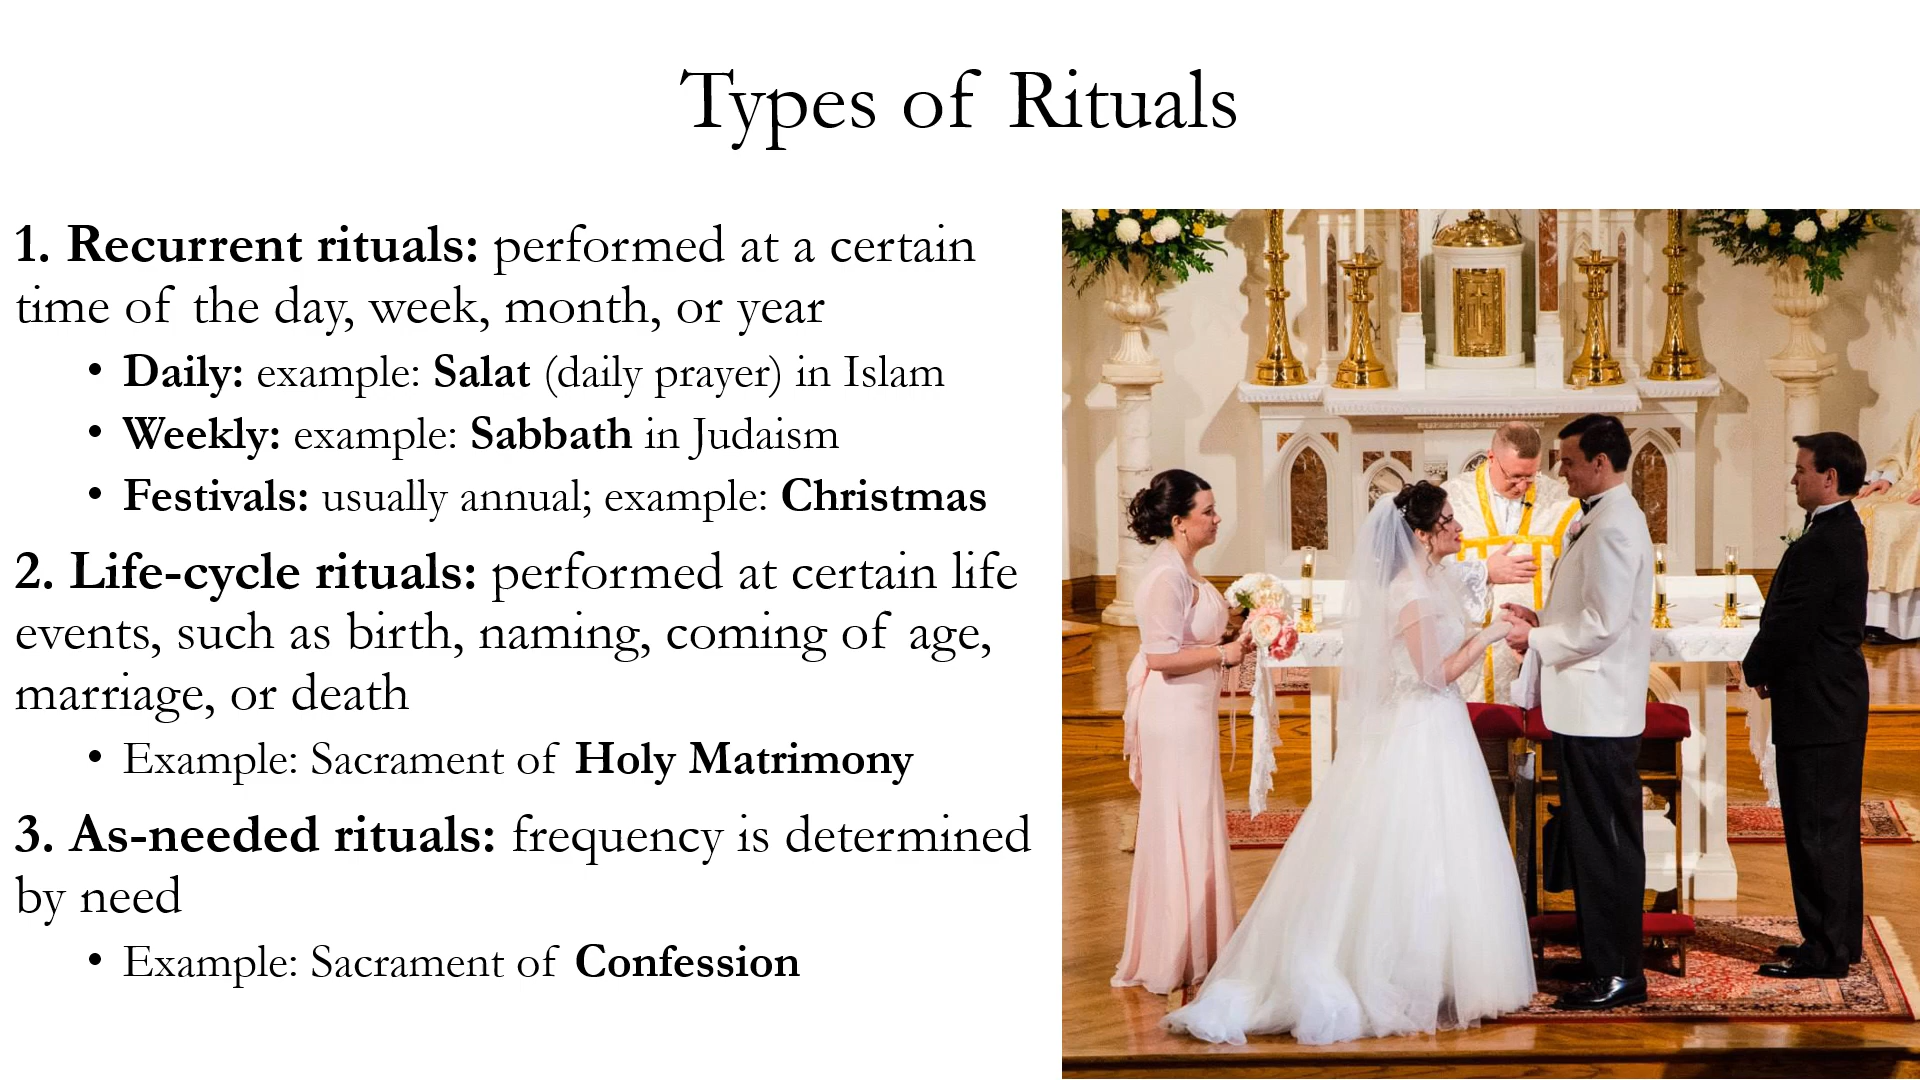 Types of Rituals
1. Recurrent rituals: performed at a certain
time of the day, week, month, or year
• Daily: example: Salat (daily prayer) in Islam
• Weekly: example: Sabbath in Judaism
• Festivals: usually annual; example: Christmas
2. Life-cycle rituals: performed at certain life
events, such as birth, naming, coming of age,
marriage, or death
• Example: Sacrament of Holy Matrimony
3. As-needed rituals: frequency is determined
by need
• Example: Sacrament of Confession